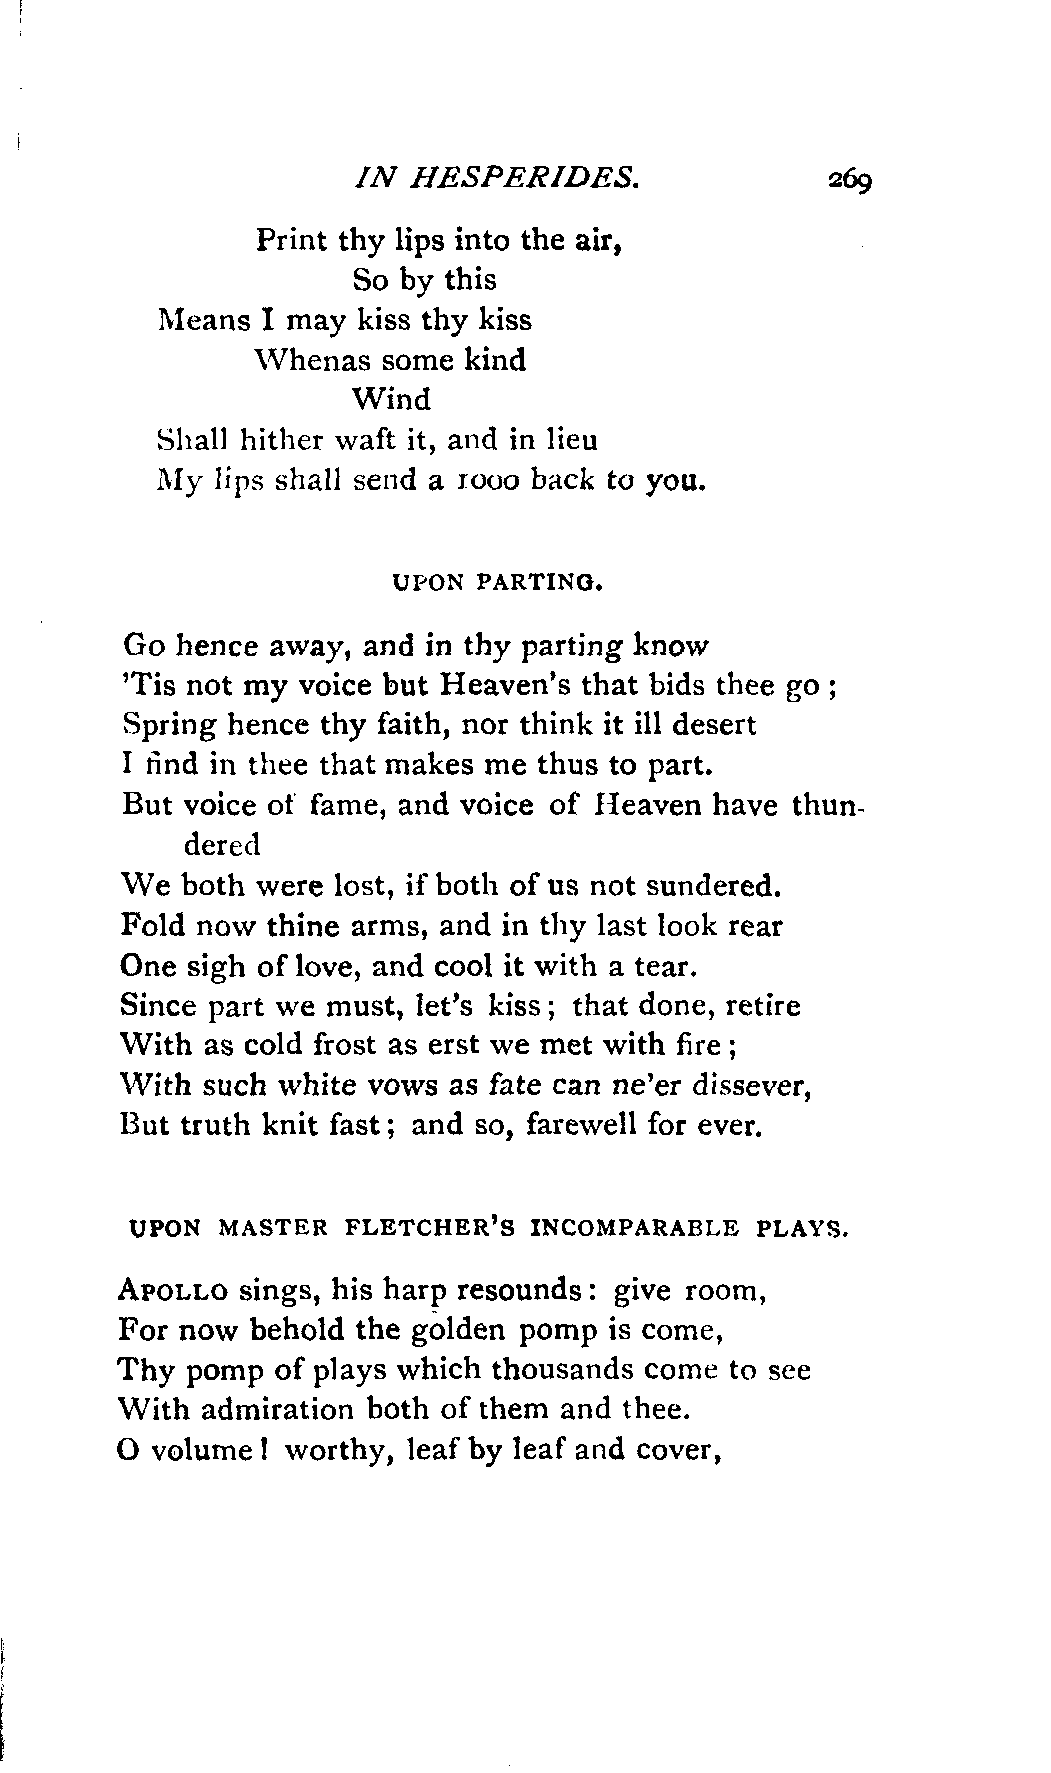 IN HESPERIDES. 269
Print thy lips into the air,
So by this
Means I may kiss thy kiss
Whenas some kind
Wind
Shall hither waft it, and in lieu
My lips shall send a 1000 back to you.
UPON PARTING.
Go hence away, and in thy parting know
'Tis not my voice but Heaven's that bids thee go ;
Spring hence thy faith, nor think it ill desert
I find in thee that makes me thus to part.
But voice of fame, and voice of Heaven have thun-
dered
We both were lost, if both of us not sundered.
Fold now thine arms, and in thy last look rear
One sigh of love, and cool it with a tear.
Since part we must, let's kiss ; that done, retire
With as cold frost as erst we met with fire ;
With such white vows as fate can ne'er dissever,
But truth knit fast ; and so, farewell for ever.
UPON MASTER FLETCHER'S INCOMPARABLE PLAYS.
APOLLO sings, his harp resounds : give room,
For now behold the golden pomp is come,
Thy pomp of plays which thousands come to see
With admiration both of them and thee.
O volume ! worthy, leaf by leaf and cover,